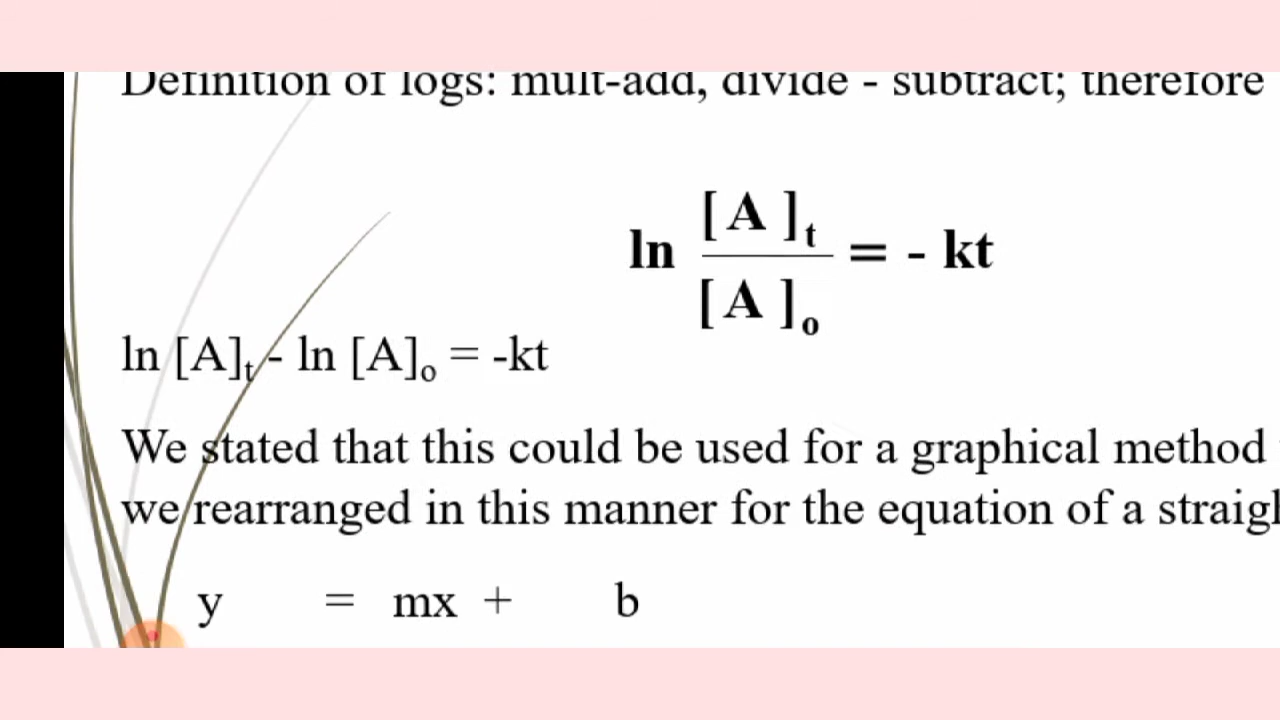 Definition of logs: mult-add, divide - subtract; therefore
ln [A]t / [A]o = - kt
ln [A]t - ln [A]o = -kt
We stated that this could be used for a graphical method
we rearranged in this manner for the equation of a
y = mx + b